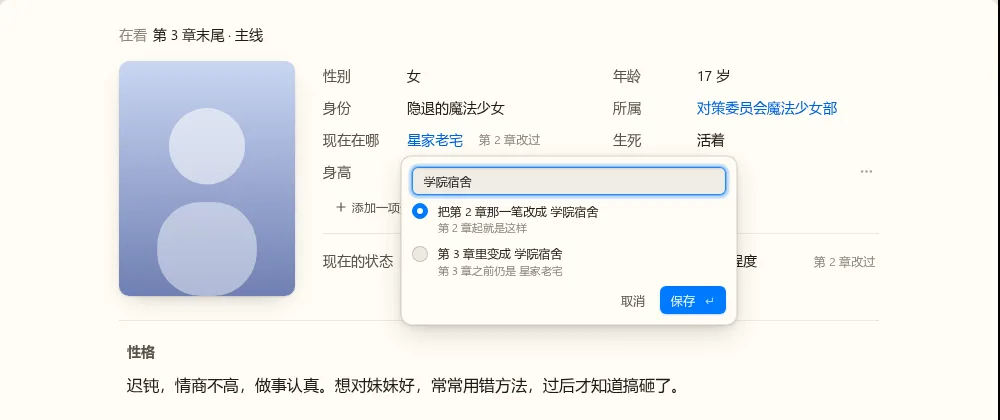 在看 第 3 章末尾 · 主线
性别 女 年龄 17 岁
身份 隐退的魔法少女 所属 对策委员会魔法少女部
现在在哪 星家老宅 第 2 章改过 生死 活着
身高 ···
学院宿舍
把第 2 章那一笔改成 学院宿舍
第 2 章起就是这样
+ 添加一项
第 3 章里变成 学院宿舍
第 3 章之前仍是 星家老宅
现在的状态 程度 第 2 章改过
取消 保存 ↵
性格
迟钝，情商不高，做事认真。想对妹妹好，常常用错方法，过后才知道搞砸了。